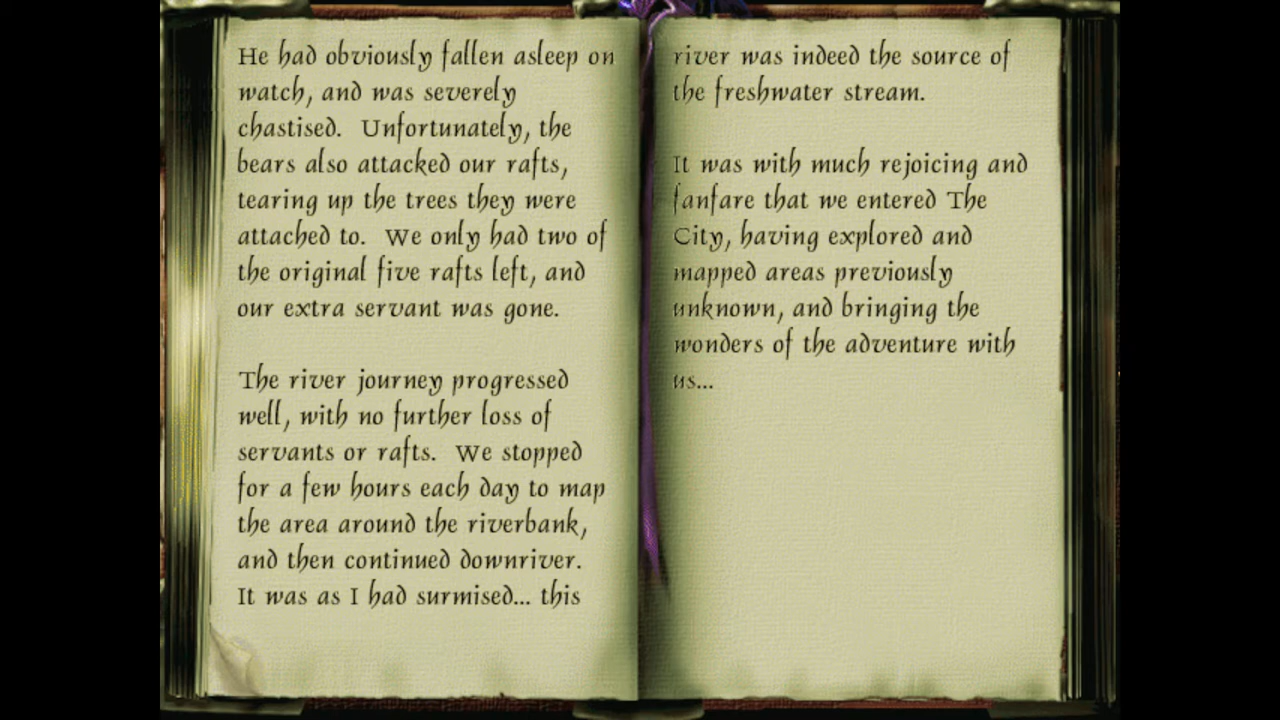 He had obviously fallen asleep on
watch, and was severely
chastised.  Unfortunately, the
bears also attacked our rafts,
tearing up the trees they were
attached to.  We only had two of
the original five rafts left, and
our extra servant was gone.

The river journey progressed
well, with no further loss of
servants or rafts.  We stopped
for a few hours each day to map
the area around the riverbank,
and then continued downriver.
It was as I had surmised... this
river was indeed the source of
the freshwater stream.

It was with much rejoicing and
fanfare that we entered The
City, having explored and
mapped areas previously
unknown, and bringing the
wonders of the adventure with
us...